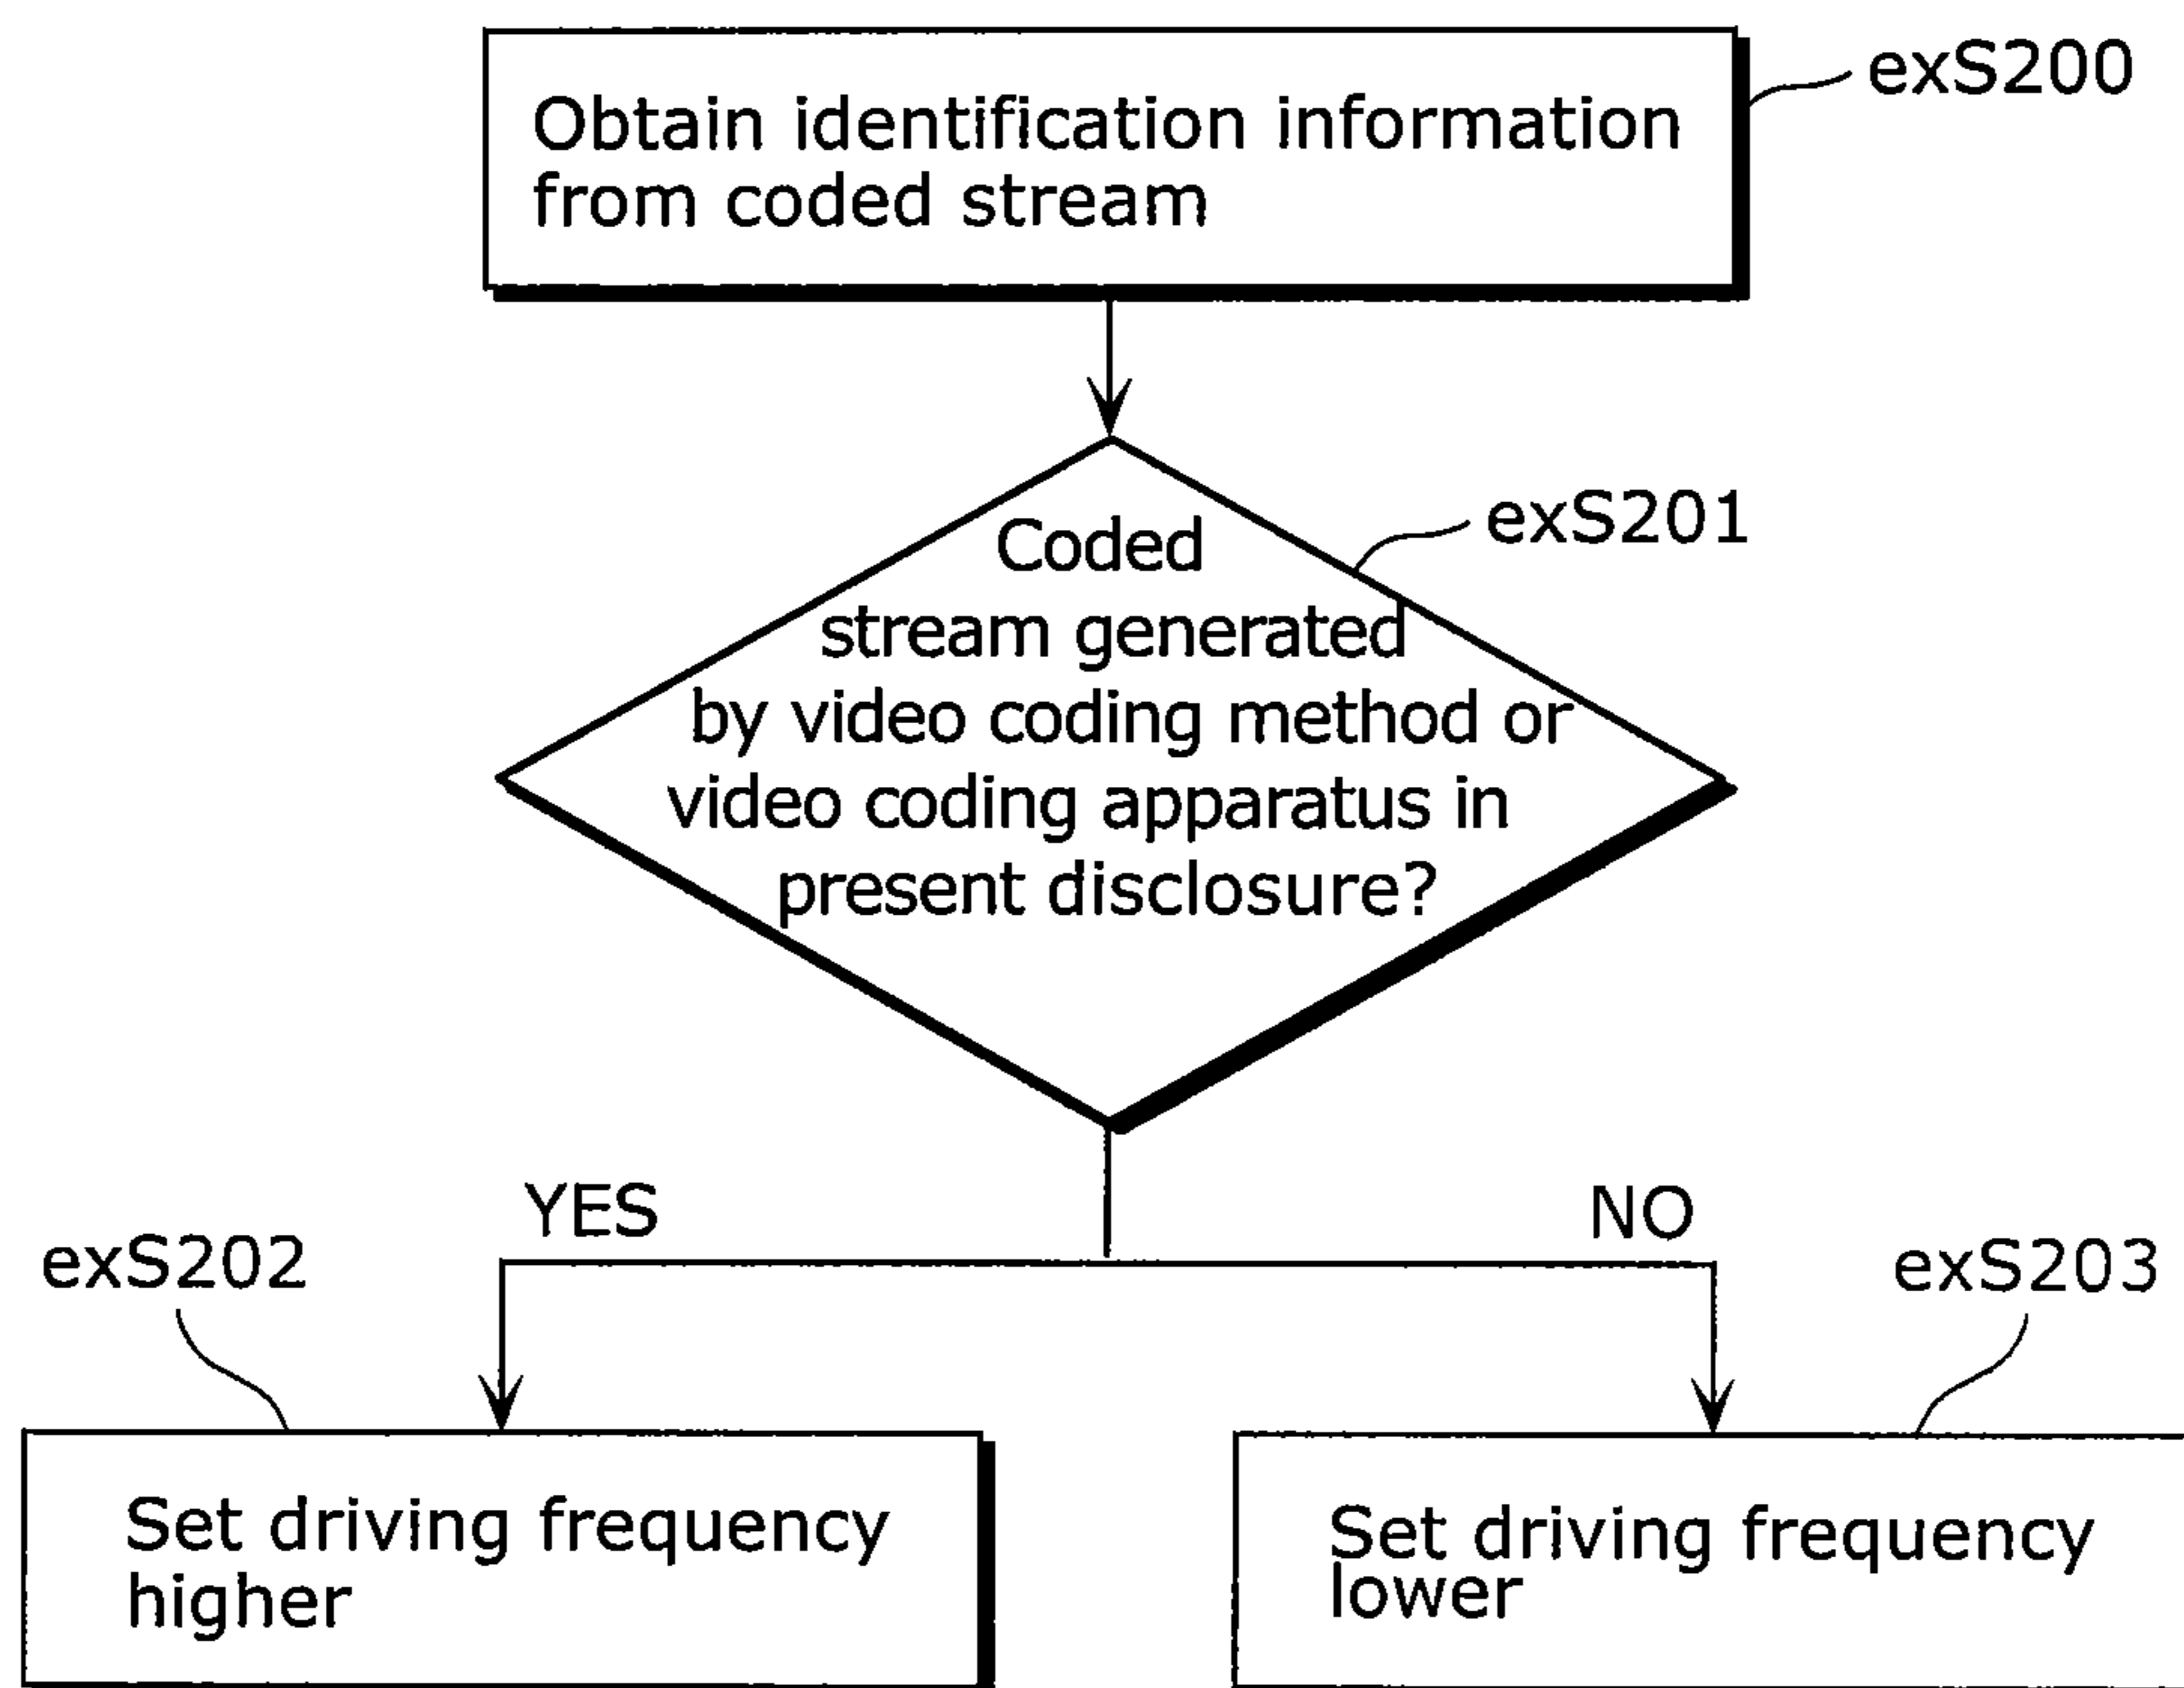 exS200
Obtain identification information
from coded stream
exS201
Coded
stream generated
by video coding method or
video coding apparatus in
present disclosure?
YES
NO
exS202
exS203
Set driving frequency
higher
Set driving frequency
lower